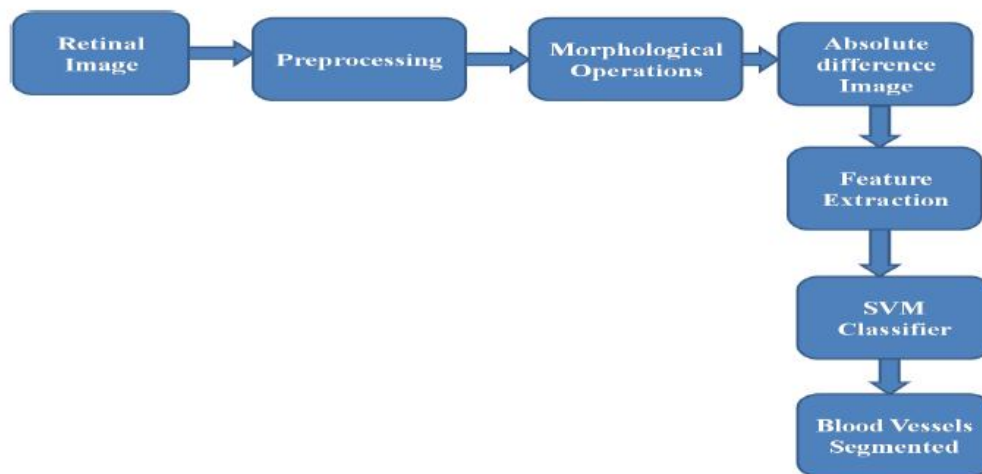 Retinal
Image
Preprocessing
Morphological
Operations
Absolute
difference
Image
Feature
Extraction
SVM
Classifier
Blood Vessels
Segmented